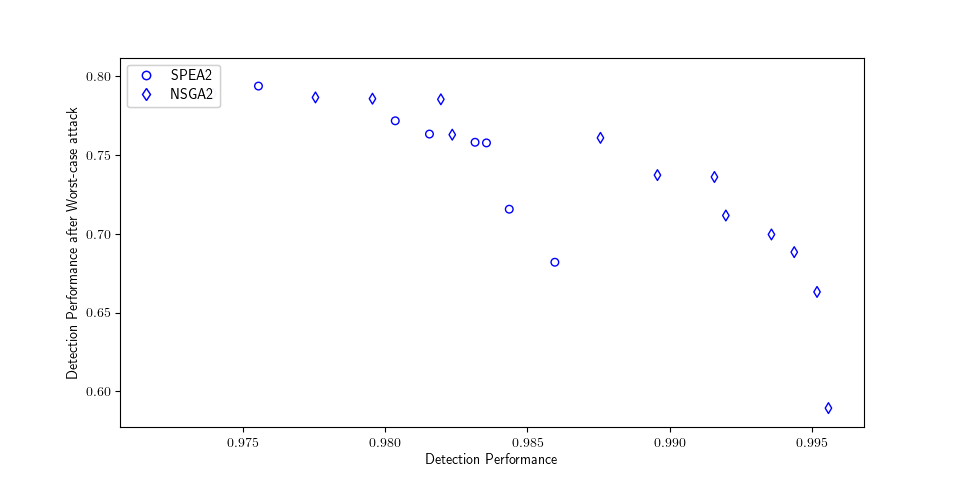 SPEA2
NSGA2
0.80
0.75
0.70
0.65
0.60
Detection Performance after Worst-case attack
0.975 0.980 0.985 0.990 0.995
Detection Performance